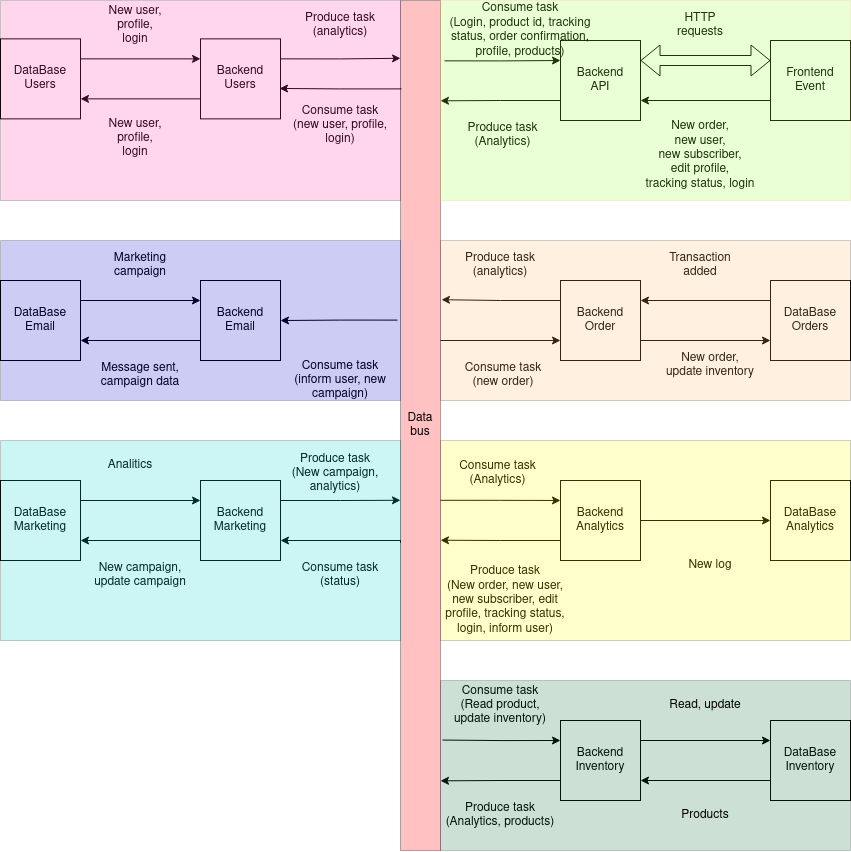 New user,
profile,
login
Produce task
(analytics)
DataBase
Users
Backend
Users
New user,
profile,
login
Consume task
(new user, profile,
login)
Consume task
(Login, product id, tracking
status, order confirmation,
profile, products)
HTTP
requests
Backend
API
Frontend
Event
Produce task
(Analytics)
New order,
new user,
new subscriber,
edit profile,
tracking status, login
Marketing
campaign
DataBase
Email
Backend
Email
Message sent,
campaign data
Consume task
(inform user, new
campaign)
Produce task
(analytics)
Transaction
added
Backend
Order
DataBase
Orders
Consume task
(new order)
New order,
update inventory
Data
bus
Analitics
Produce task
(New campaign,
analytics)
DataBase
Marketing
Backend
Marketing
New campaign,
update campaign
Consume task
(status)
Consume task
(Analytics)
Backend
Analytics
DataBase
Analytics
Produce task
(New order, new user,
new subscriber, edit
profile, tracking status,
login, inform user)
New log
Consume task
(Read product,
update inventory)
Read, update
Backend
Inventory
DataBase
Inventory
Produce task
(Analytics, products)
Products